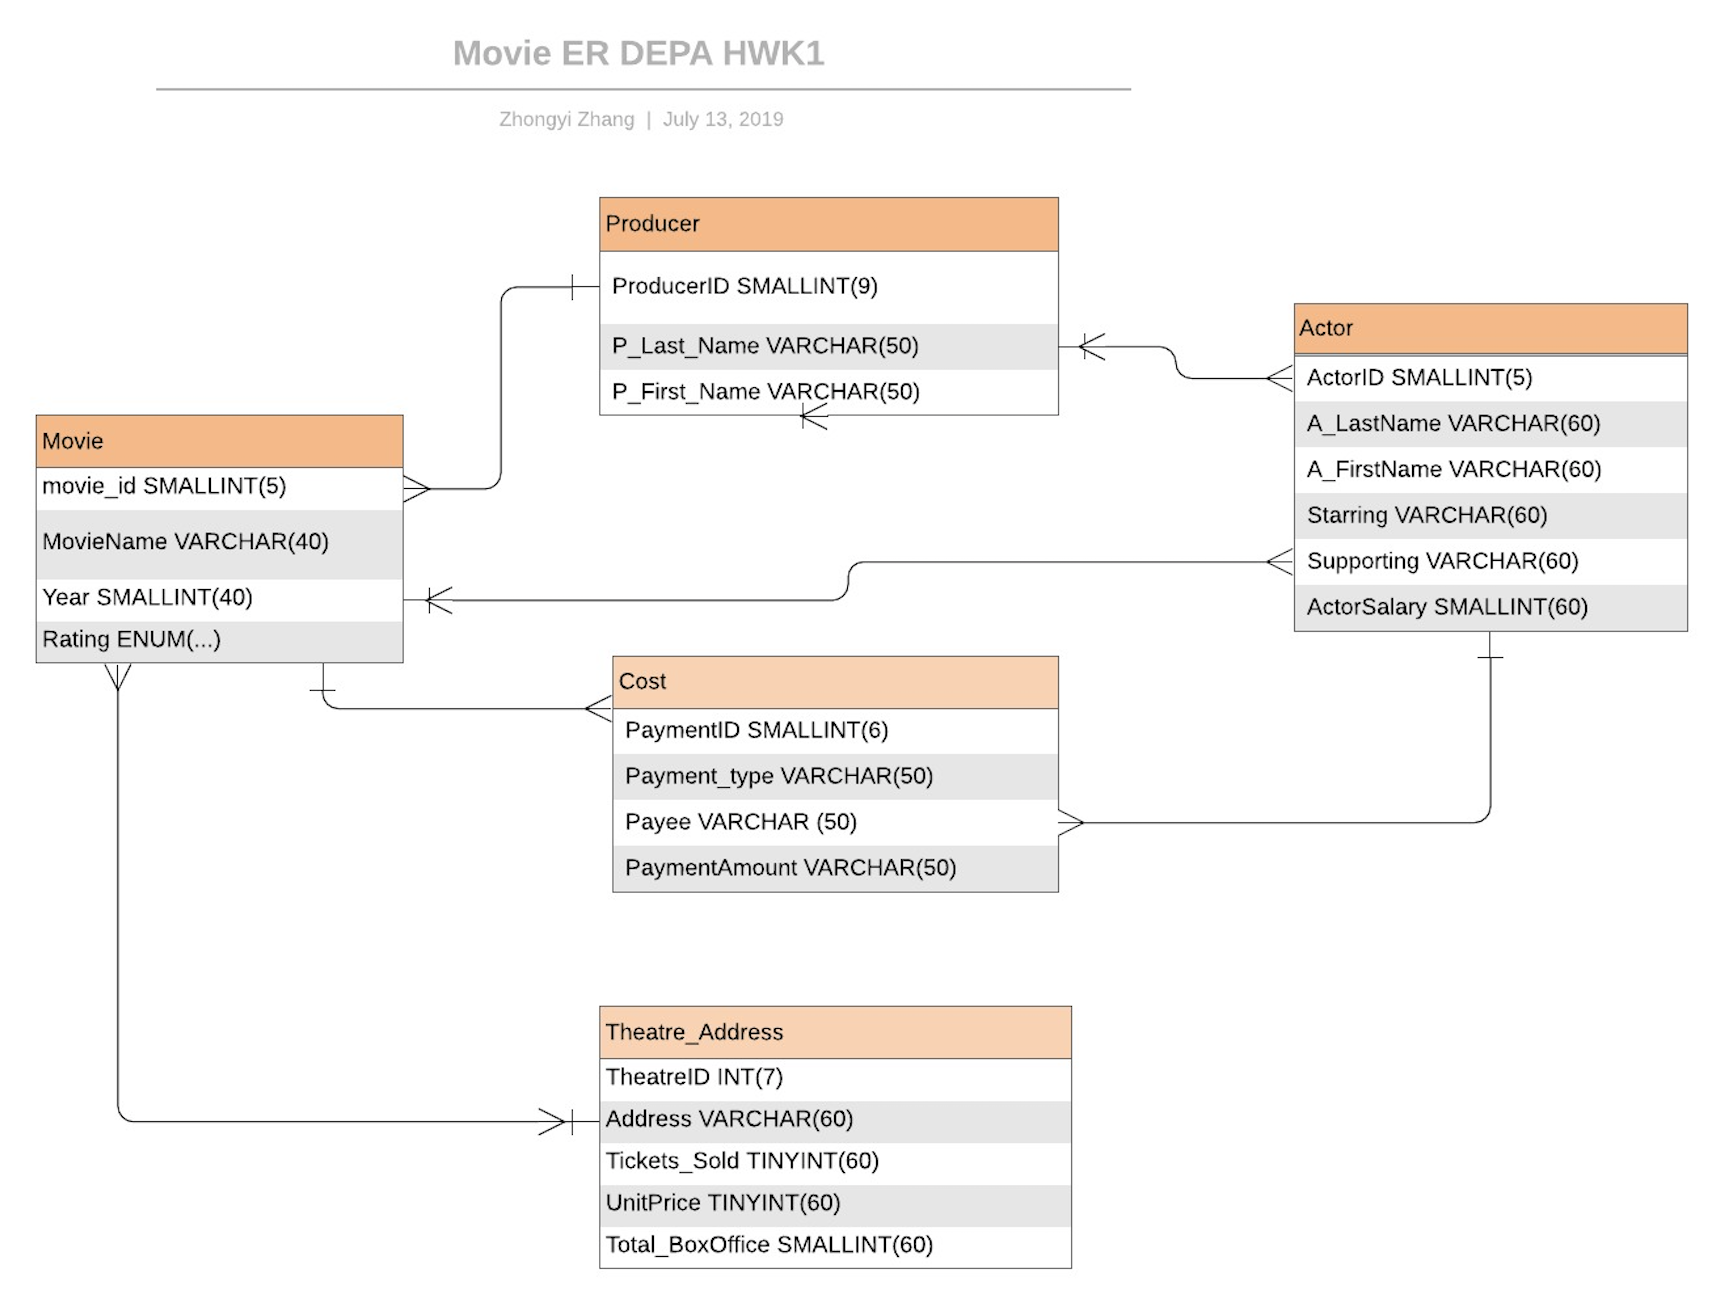 Movie ER DEPA HWK1
Zhongyi Zhang | July 13, 2019
Producer
ProducerID SMALLINT(9)
P_Last_Name VARCHAR(50)
P_First_Name VARCHAR(50)
Actor
ActorID SMALLINT(5)
A_LastName VARCHAR(60)
A_FirstName VARCHAR(60)
Starring VARCHAR(60)
Supporting VARCHAR(60)
ActorSalary SMALLINT(60)
Movie
movie_id SMALLINT(5)
MovieName VARCHAR(40)
Year SMALLINT(40)
Rating ENUM(...)
Cost
PaymentID SMALLINT(6)
Payment_type VARCHAR(50)
Payee VARCHAR (50)
PaymentAmount VARCHAR(50)
Theatre_Address
TheatreID INT(7)
Address VARCHAR(60)
Tickets_Sold TINYINT(60)
UnitPrice TINYINT(60)
Total_BoxOffice SMALLINT(60)